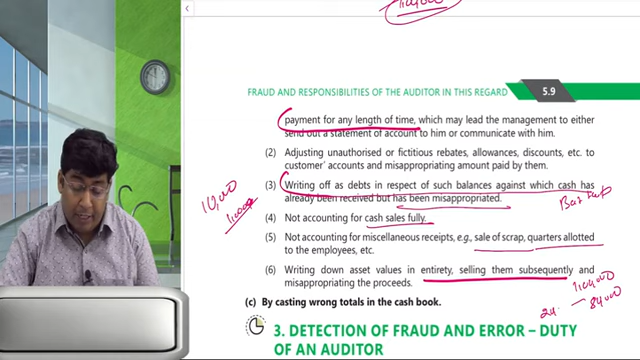 FRAUD AND RESPONSIBILITIES OF THE AUDITOR IN THIS REGARD 5.9
payment for any length of time, which may lead the management to either
send out a statement of account to him or communicate with him.
(2) Adjusting unauthorised or fictitious rebates, allowances, discounts, etc. to
customer's accounts and misappropriating amount paid by them.
(3) Writing off as debts in respect of such balances against which cash has
already been received but has been misappropriated.
(4) Not accounting for cash sales fully.
(5) Not accounting for miscellaneous receipts, e.g., sale of scrap, quarters allotted
to the employees, etc.
(6) Writing down asset values in entirety, selling them subsequently and
misappropriating the proceeds.
(c) By casting wrong totals in the cash book.
3. DETECTION OF FRAUD AND ERROR – DUTY
OF AN AUDITOR